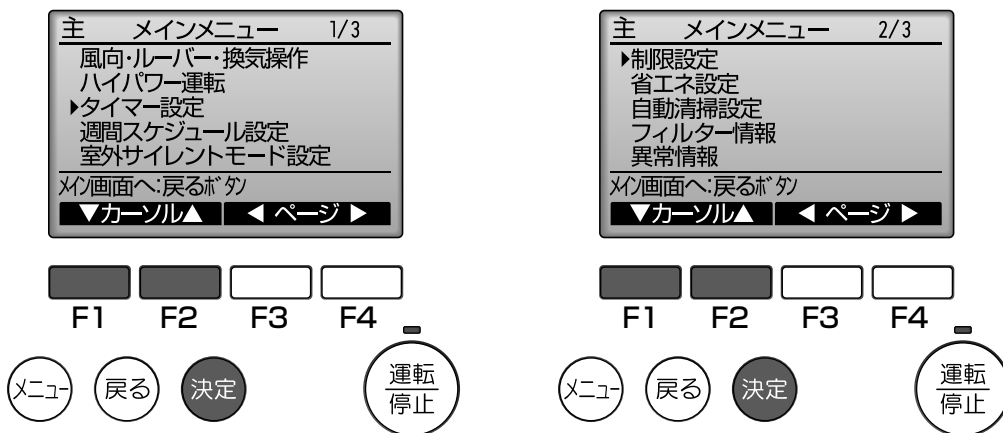 主 メインメニュー 1/3
風向・ルーバー・換気操作
ハイパワー運転
▶タイマー設定
週間スケジュール設定
室外サイレントモード設定
メイン画面へ:戻るボタン
▼カーソル▲ ◀ ページ ▶
F1 F2 F3 F4
メニュー 戻る 決定 運転
停止
主 メインメニュー 2/3
▶制限設定
省エネ設定
自動清掃設定
フィルター情報
異常情報
メイン画面へ:戻るボタン
▼カーソル▲ ◀ ページ ▶
F1 F2 F3 F4
メニュー 戻る 決定 運転
停止